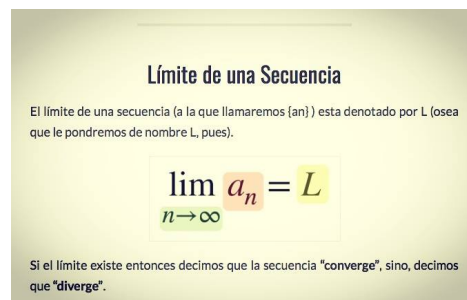 Límite de una Secuencia
El límite de una secuencia (a la que llamaremos {an}) esta denotado por L (osea
que le pondremos de nombre L, pues).
lim aₙ = L
n→∞
Si el límite existe entonces decimos que la secuencia "converge", sino, decimos
que "diverge".